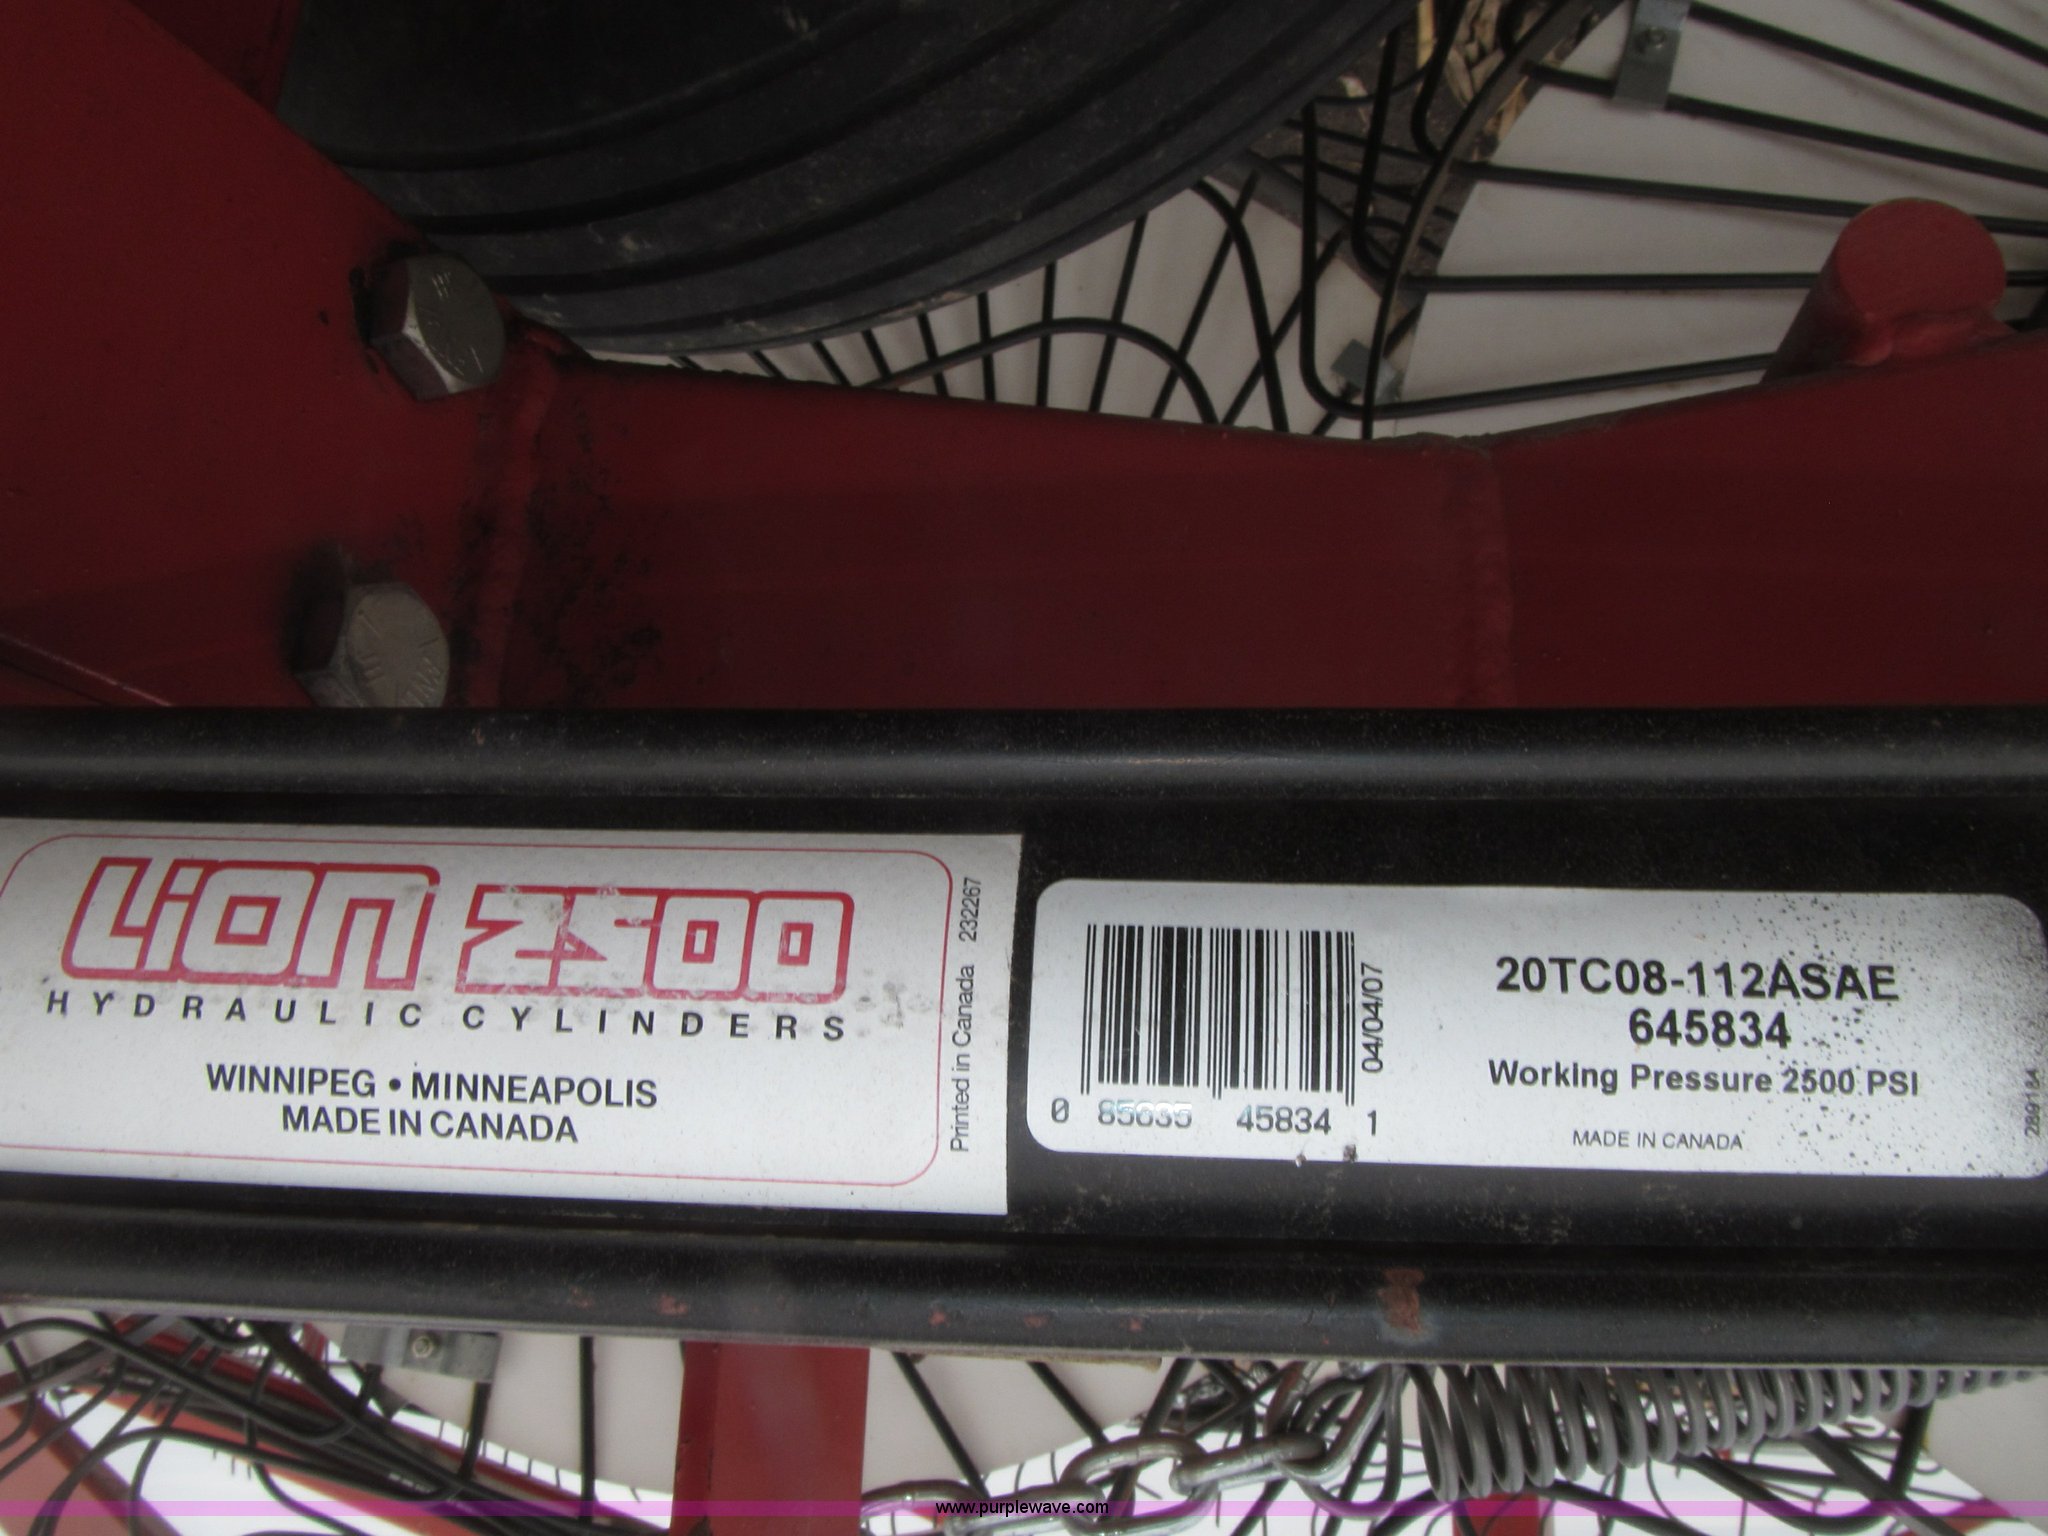 LION 2500
HYDRAULIC CYLINDERS
WINNIPEG • MINNEAPOLIS
MADE IN CANADA
Printed in Canada 232267
0 85635 45834 1
04/04/07
20TC08-112ASAE
645834
Working Pressure 2500 PSI
MADE IN CANADA
www.purplewave.com